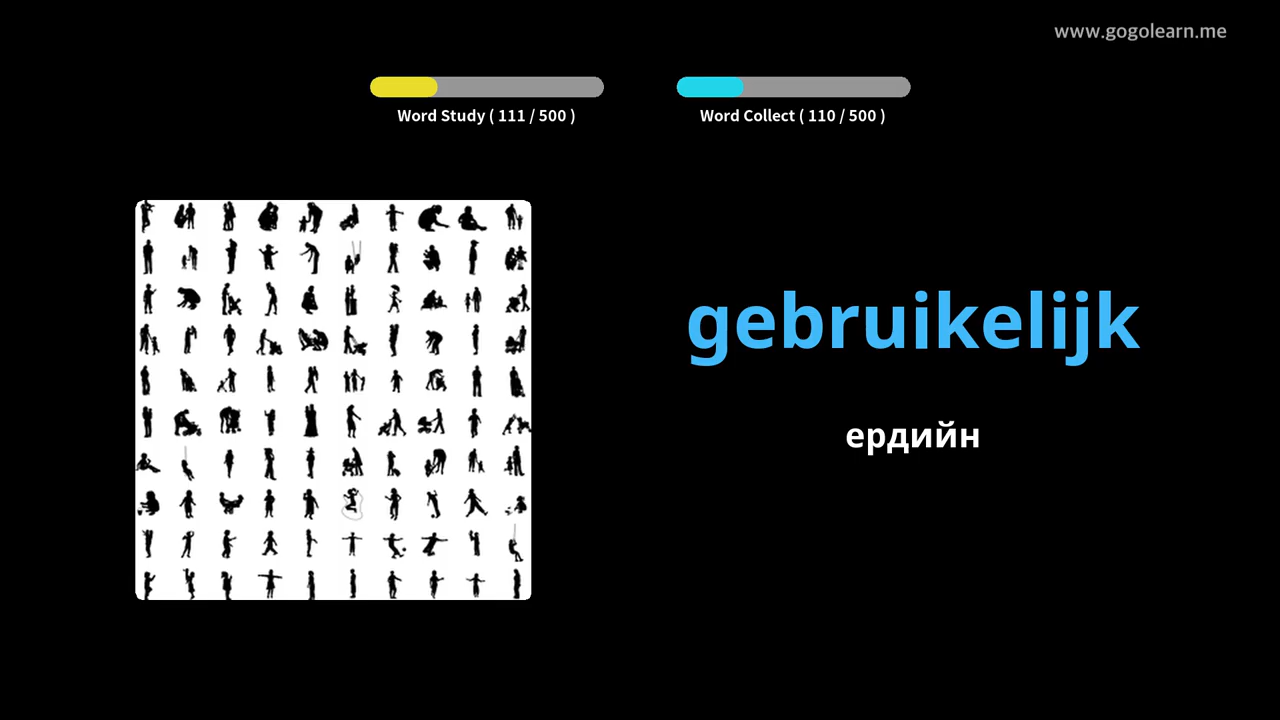 www.gogolearn.me
Word Study ( 111 / 500 )
Word Collect ( 110 / 500 )
gebruikelijk
ердийн